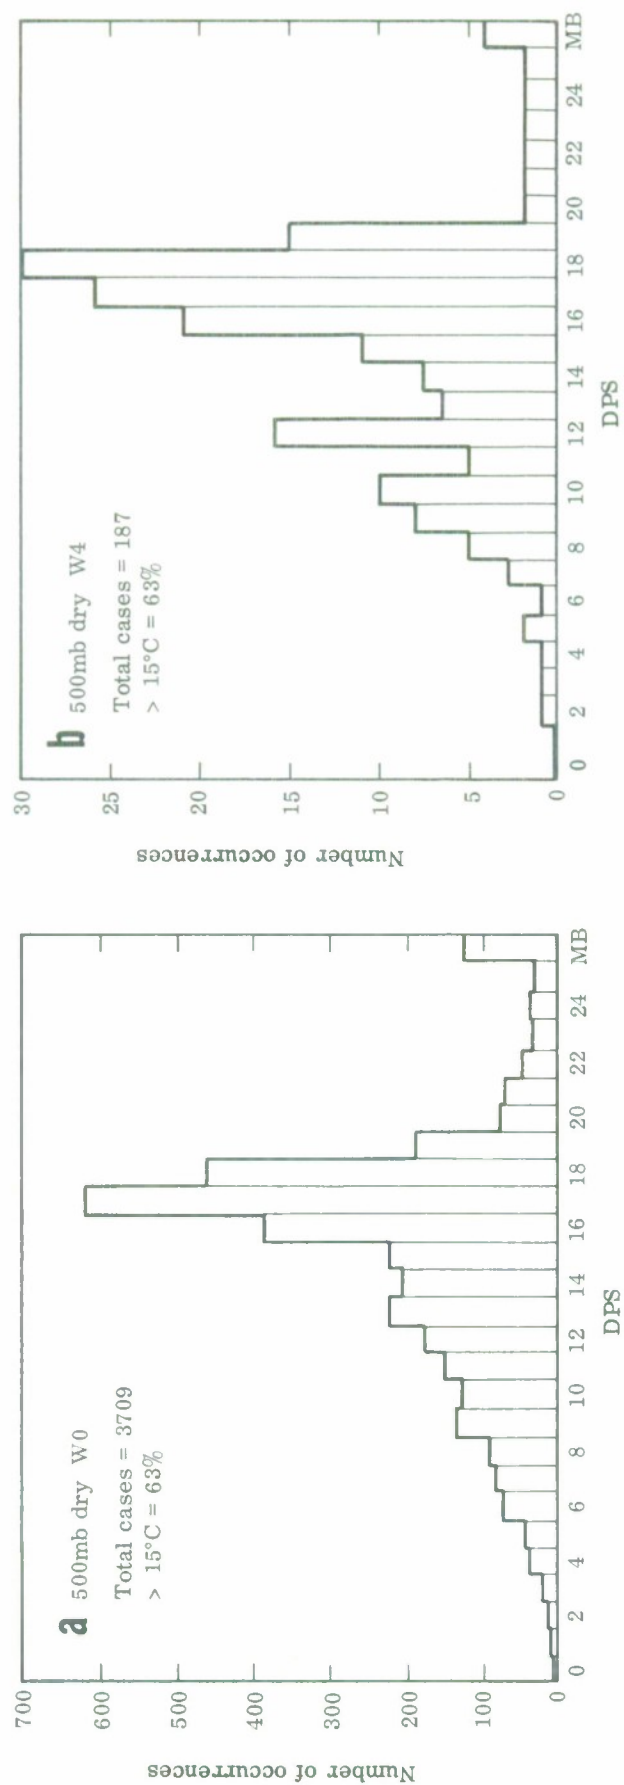 a 500mb dry W0
Total cases = 3709
> 15°C = 63%
Number of occurrences
700
600
500
400
300
200
100
0
0 2 4 6 8 10 12 14 16 18 20 22 24 MB
DPS
b 500mb dry W4
Total cases = 187
> 15°C = 63%
Number of occurrences
30
25
20
15
10
5
0
0 2 4 6 8 10 12 14 16 18 20 22 24 MB
DPS